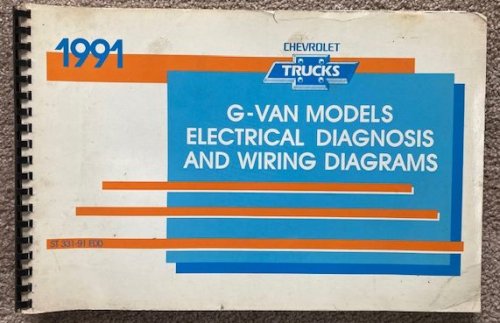 1991
CHEVROLET
TRUCKS
G-VAN MODELS
ELECTRICAL DIAGNOSIS
AND WIRING DIAGRAMS
ST 331-91 EDD